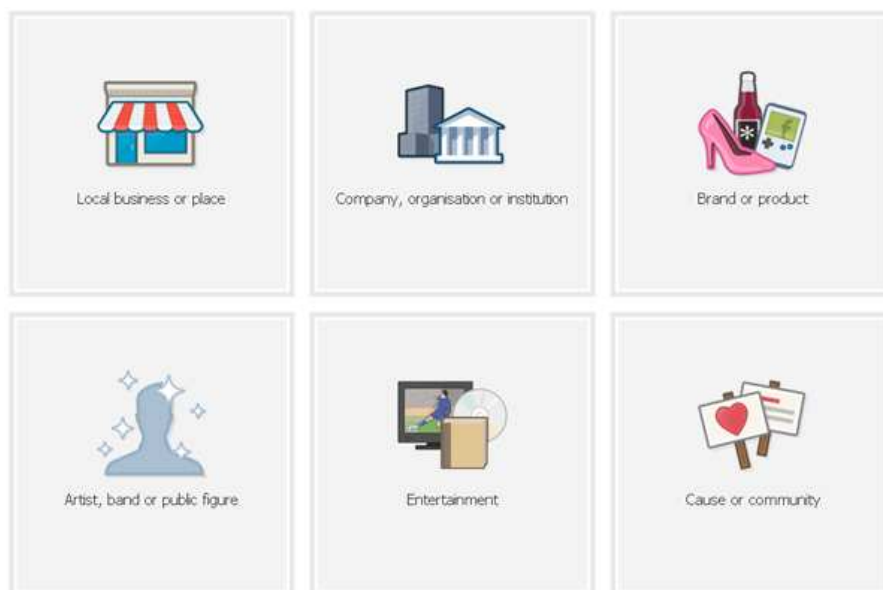 Local business or place
Company, organisation or institution
Brand or product
Artist, band or public figure
Entertainment
Cause or community